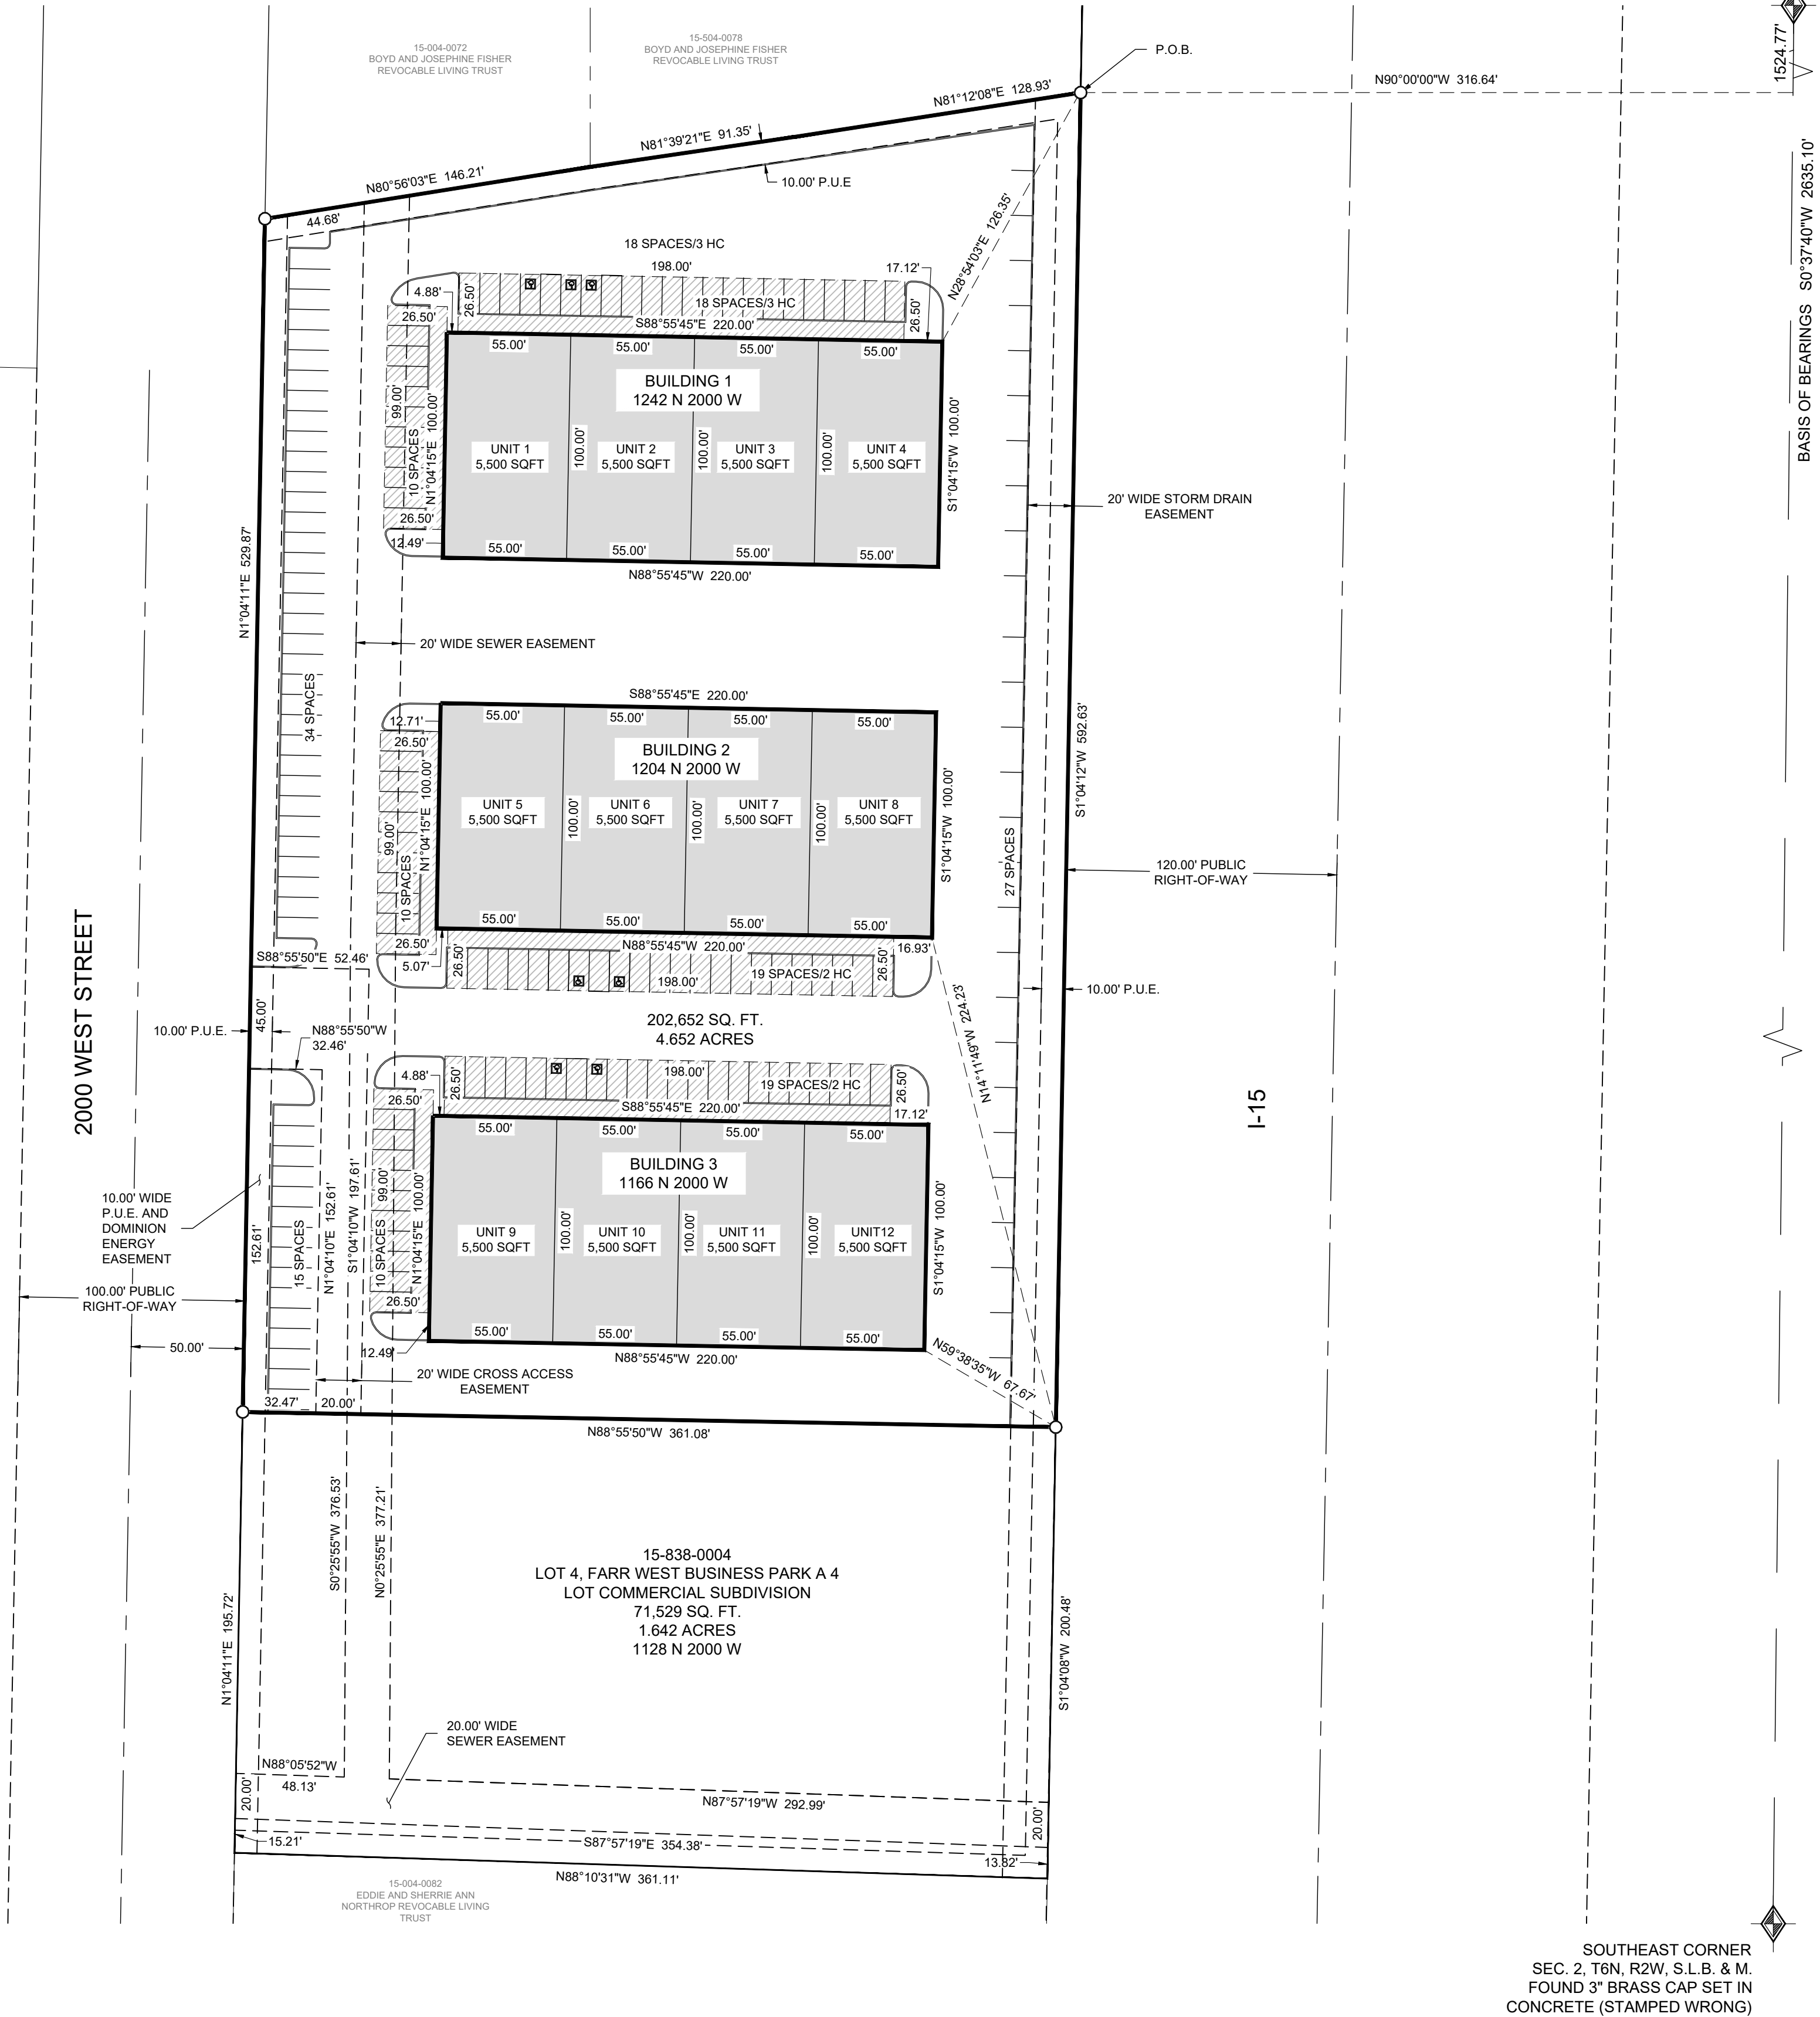 15-004-0072
BOYD AND JOSEPHINE FISHER
REVOCABLE LIVING TRUST
15-504-0078
BOYD AND JOSEPHINE FISHER
REVOCABLE LIVING TRUST
P.O.B.
1524.77'
N90°00'00"W 316.64'
N81°12'08"E 128.93'
N81°39'21"E 91.35'
N80°56'03"E 146.21'
10.00' P.U.E
44.68'
BASIS OF BEARINGS S0°37'40"W 2635.10'
N28°54'03"E 126.35'
18 SPACES/3 HC
198.00'
17.12'
4.88'
26.50'
18 SPACES/3 HC
26.50'
26.50'
S88°55'45"E 220.00'
55.00'
55.00'
55.00'
55.00'
BUILDING 1
1242 N 2000 W
99.00'
10 SPACES
N1°04'15"E 100.00'
UNIT 1
5,500 SQFT
100.00'
UNIT 2
5,500 SQFT
100.00'
UNIT 3
5,500 SQFT
100.00'
UNIT 4
5,500 SQFT
S1°04'15"W 100.00'
20' WIDE STORM DRAIN
EASEMENT
26.50'
12.49'
55.00'
55.00'
55.00'
55.00'
N88°55'45"W 220.00'
N1°04'11"E 529.87'
20' WIDE SEWER EASEMENT
34 SPACES
S88°55'45"E 220.00'
12.71'
55.00'
55.00'
55.00'
55.00'
26.50'
BUILDING 2
1204 N 2000 W
S1°04'12"W 592.63'
99.00'
10 SPACES
N1°04'15"E 100.00'
UNIT 5
5,500 SQFT
100.00'
UNIT 6
5,500 SQFT
100.00'
UNIT 7
5,500 SQFT
100.00'
UNIT 8
5,500 SQFT
S1°04'15"W 100.00'
27 SPACES
120.00' PUBLIC
RIGHT-OF-WAY
55.00'
55.00'
55.00'
55.00'
26.50'
N88°55'45"W 220.00'
16.93'
S88°55'50"E 52.46'
5.07'
26.50'
19 SPACES/2 HC
26.50'
198.00'
2000 WEST STREET
10.00' P.U.E.
45.00'
N88°55'50"W
32.46'
202,652 SQ. FT.
4.652 ACRES
N14°11'49"W 224.23'
10.00' P.U.E.
I-15
4.88'
26.50'
198.00'
19 SPACES/2 HC
26.50'
26.50'
S88°55'45"E 220.00'
17.12'
55.00'
55.00'
55.00'
55.00'
BUILDING 3
1166 N 2000 W
10.00' WIDE
P.U.E. AND
DOMINION
ENERGY
EASEMENT
152.61'
15 SPACES
N1°04'10"E 152.61'
S1°04'10"W 197.61'
99.00'
10 SPACES
N1°04'15"E 100.00'
UNIT 9
5,500 SQFT
100.00'
UNIT 10
5,500 SQFT
100.00'
UNIT 11
5,500 SQFT
100.00'
UNIT12
5,500 SQFT
S1°04'15"W 100.00'
100.00' PUBLIC
RIGHT-OF-WAY
26.50'
50.00'
12.49'
55.00'
55.00'
55.00'
55.00'
N88°55'45"W 220.00'
N59°38'35"W 67.67'
20' WIDE CROSS ACCESS
EASEMENT
32.47'
20.00'
N88°55'50"W 361.08'
S0°25'55"W 376.53'
N0°25'55"E 377.21'
15-838-0004
LOT 4, FARR WEST BUSINESS PARK A 4
LOT COMMERCIAL SUBDIVISION
71,529 SQ. FT.
1.642 ACRES
1128 N 2000 W
N1°04'11"E 195.72'
S1°04'08"W 200.48'
20.00' WIDE
SEWER EASEMENT
N88°05'52"W
48.13'
20.00'
N87°57'19"W 292.99'
20.00'
15.21'
S87°57'19"E 354.38'
13.82'
N88°10'31"W 361.11'
15-004-0082
EDDIE AND SHERRIE ANN
NORTHROP REVOCABLE LIVING
TRUST
SOUTHEAST CORNER
SEC. 2, T6N, R2W, S.L.B. & M.
FOUND 3" BRASS CAP SET IN
CONCRETE (STAMPED WRONG)